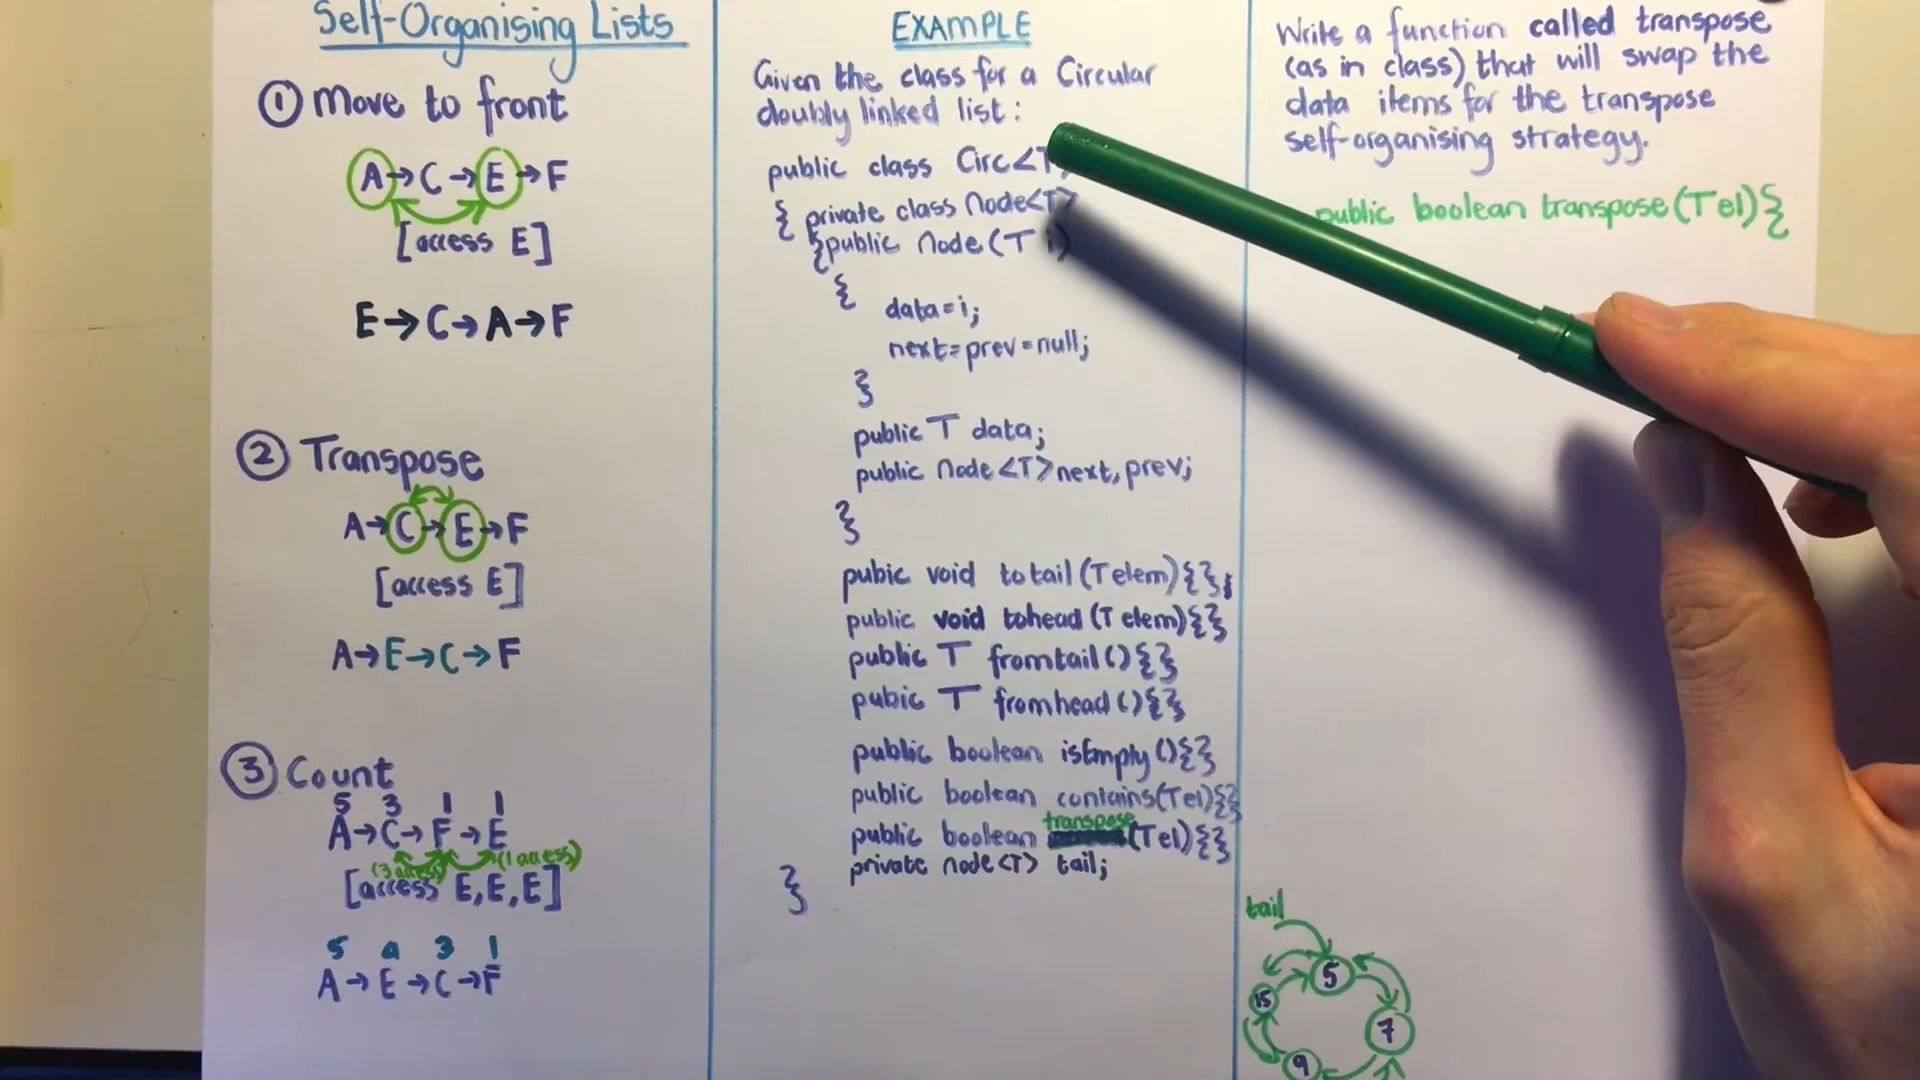 Self-Organising Lists
① Move to front
A→C→E→F
[access E]
E→C→A→F
② Transpose
A→C→E→F
[access E]
A→E→C→F
③ Count
5 3 1 1
A→C→F→E
(3 access) (1 access)
[access E,E,E]
5 4 3 1
A→E→C→F
EXAMPLE
Given the class for a Circular
doubly linked list:
public class Circ<T
{ private class Node<T>
{public Node(T i)
{
data=i;
next=prev=null;
}
public T data;
public Node<T>next,prev;
}
pubic void totail(T elem){};
public void tohead(T elem){}
public T fromtail(){}
pubic T fromhead(){}
public boolean isEmpty(){}
public boolean contains(T el){}
public boolean transpose(T el){}
private node<T> tail;
}
Write a function called transpose
(as in class) that will swap the
data items for the transpose
self-organising strategy.
public boolean transpose(T el){
tail
5
15
7
9